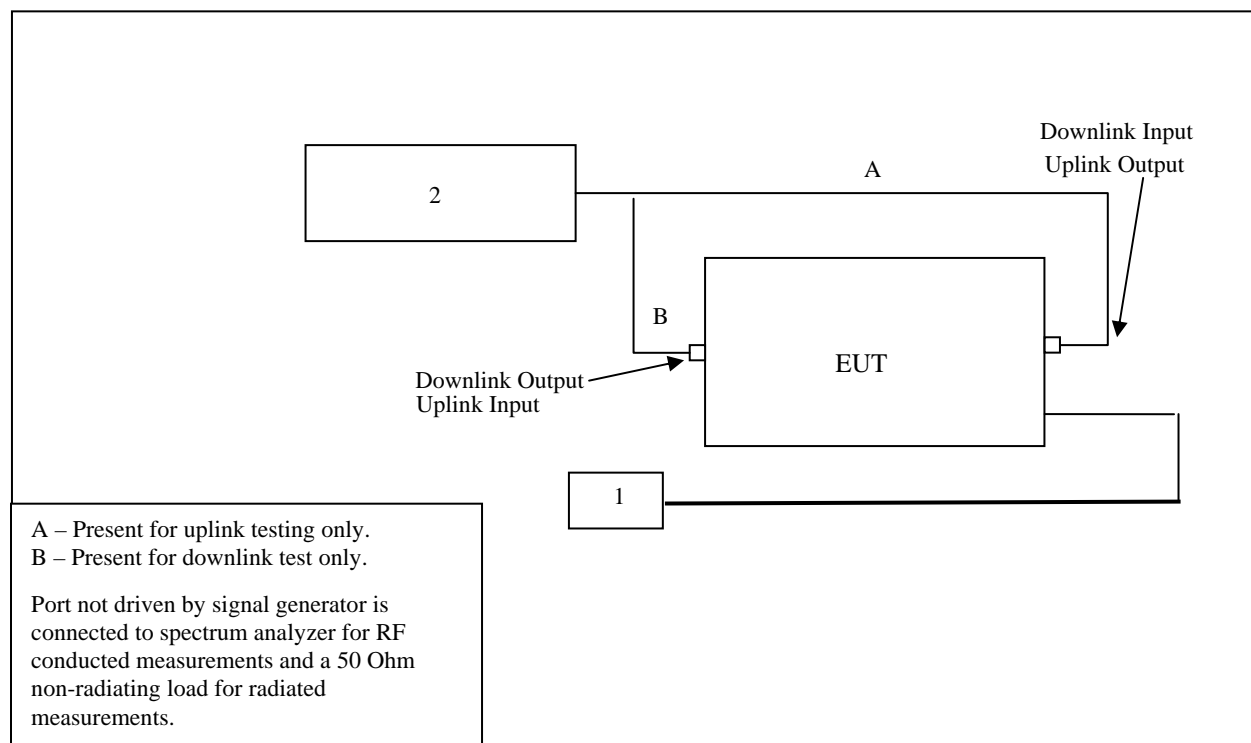 Downlink Input
Uplink Output
A
2
B
EUT
Downlink Output
Uplink Input
1
A – Present for uplink testing only.
B – Present for downlink test only.
Port not driven by signal generator is
connected to spectrum analyzer for RF
conducted measurements and a 50 Ohm
non-radiating load for radiated
measurements.